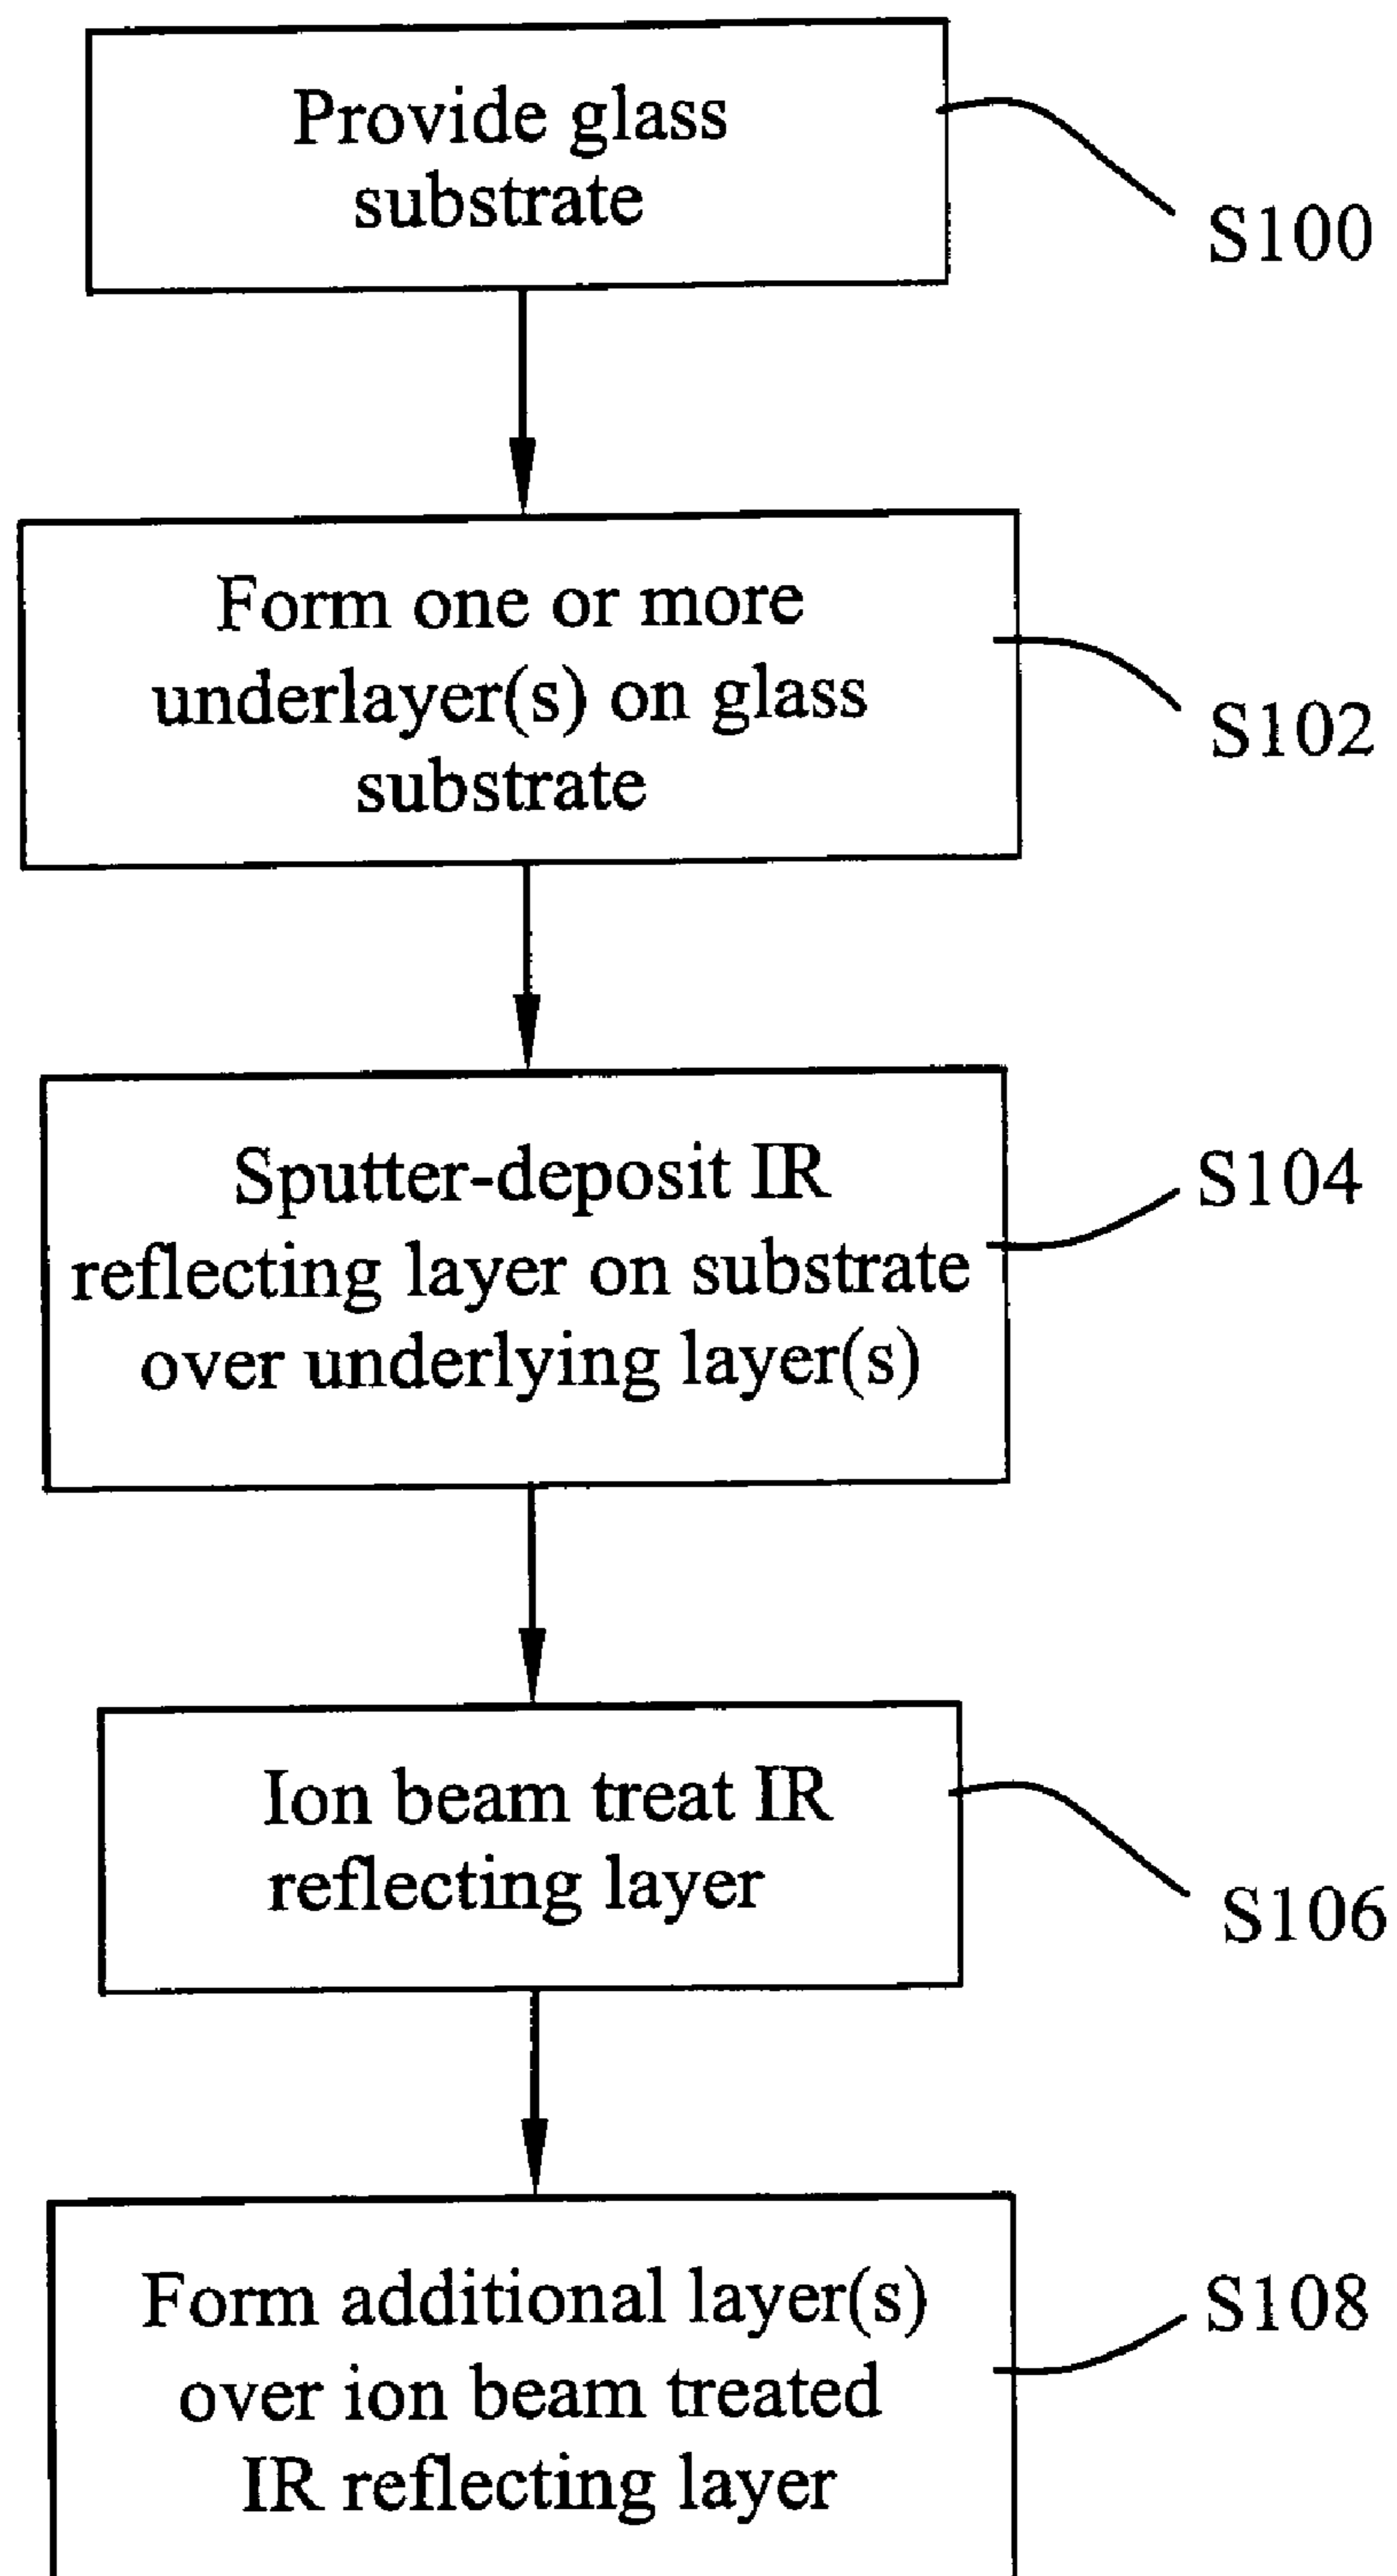 Provide glass
substrate
S100
Form one or more
underlayer(s) on glass
substrate
S102
Sputter-deposit IR
reflecting layer on substrate
over underlying layer(s)
S104
Ion beam treat IR
reflecting layer
S106
Form additional layer(s)
over ion beam treated
IR reflecting layer
S108